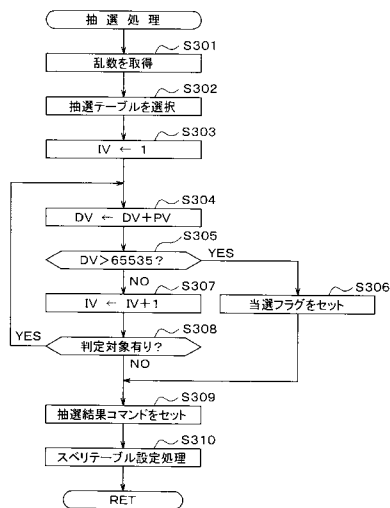 抽選処理
S301
乱数を取得
S302
抽選テーブルを選択
S303
IV ← 1
S304
DV ← DV+PV
S305
DV>65535?
YES
NO
S307
IV ← IV+1
S306
当選フラグをセット
S308
YES
判定対象有り?
NO
S309
抽選結果コマンドをセット
S310
スベリテーブル設定処理
RET